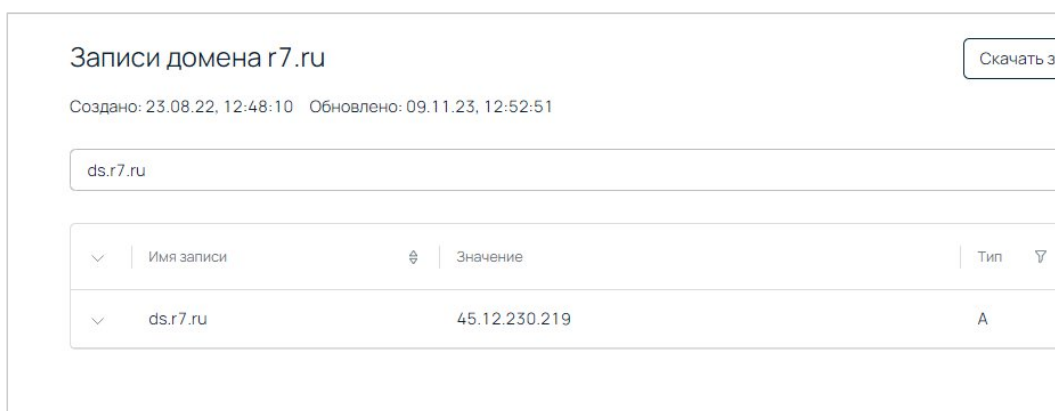 Записи домена r7.ru
Скачать з
Создано: 23.08.22, 12:48:10 Обновлено: 09.11.23, 12:52:51
ds.r7.ru
Имя записи Значение Тип
ds.r7.ru 45.12.230.219 A